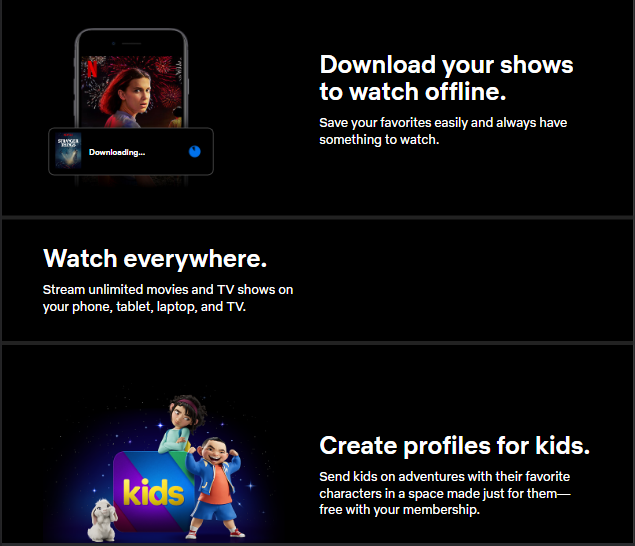 N
Download your shows
to watch offline.
Save your favorites easily and always have
something to watch.
STRANGER
THINGS
Downloading...
Watch everywhere.
Stream unlimited movies and TV shows on
your phone, tablet, laptop, and TV.
kids
Create profiles for kids.
Send kids on adventures with their favorite
characters in a space made just for them—
free with your membership.